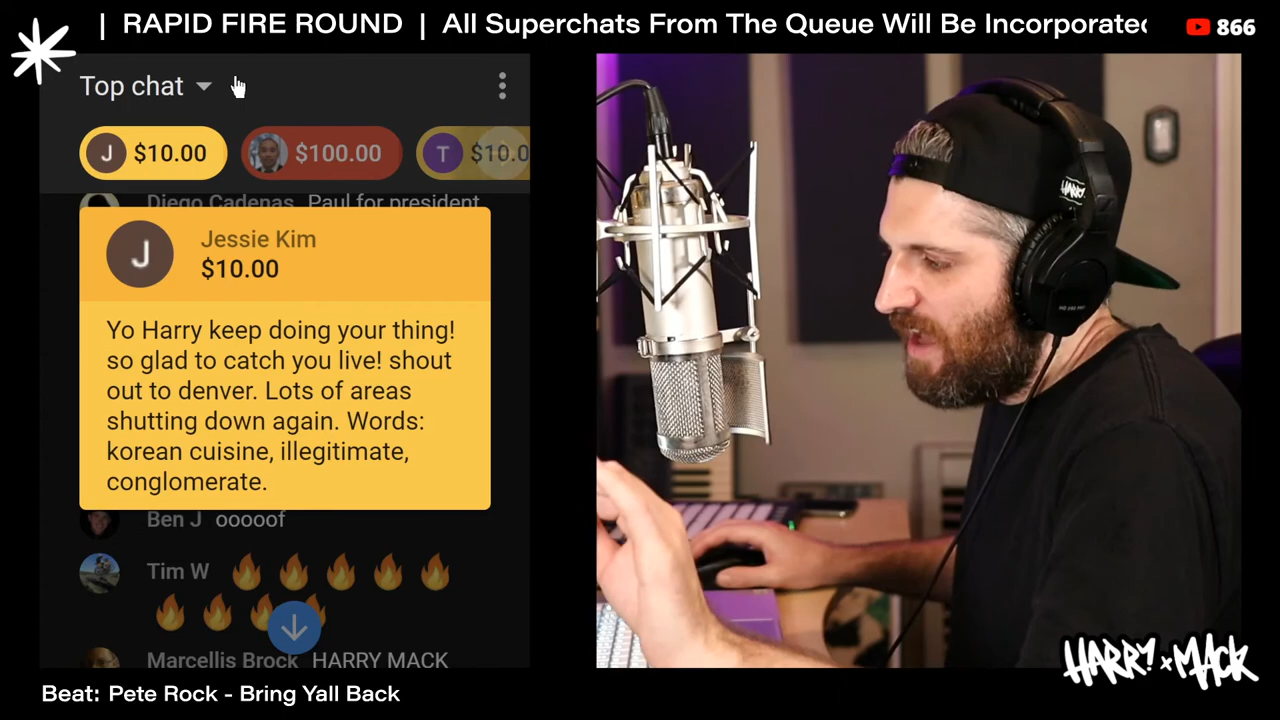 | RAPID FIRE ROUND | All Superchats From The Queue Will Be Incorporated
866
Top chat
J $10.00
$100.00
T $10.0
Diego Cadenas Paul for president
J
Jessie Kim
$10.00
Yo Harry keep doing your thing!
so glad to catch you live! shout
out to denver. Lots of areas
shutting down again. Words:
korean cuisine, illegitimate,
conglomerate.
Ben J ooooof
Tim W
Marcellis Brock HARRY MACK
HARRY
HARRY x MACK
Beat: Pete Rock - Bring Yall Back